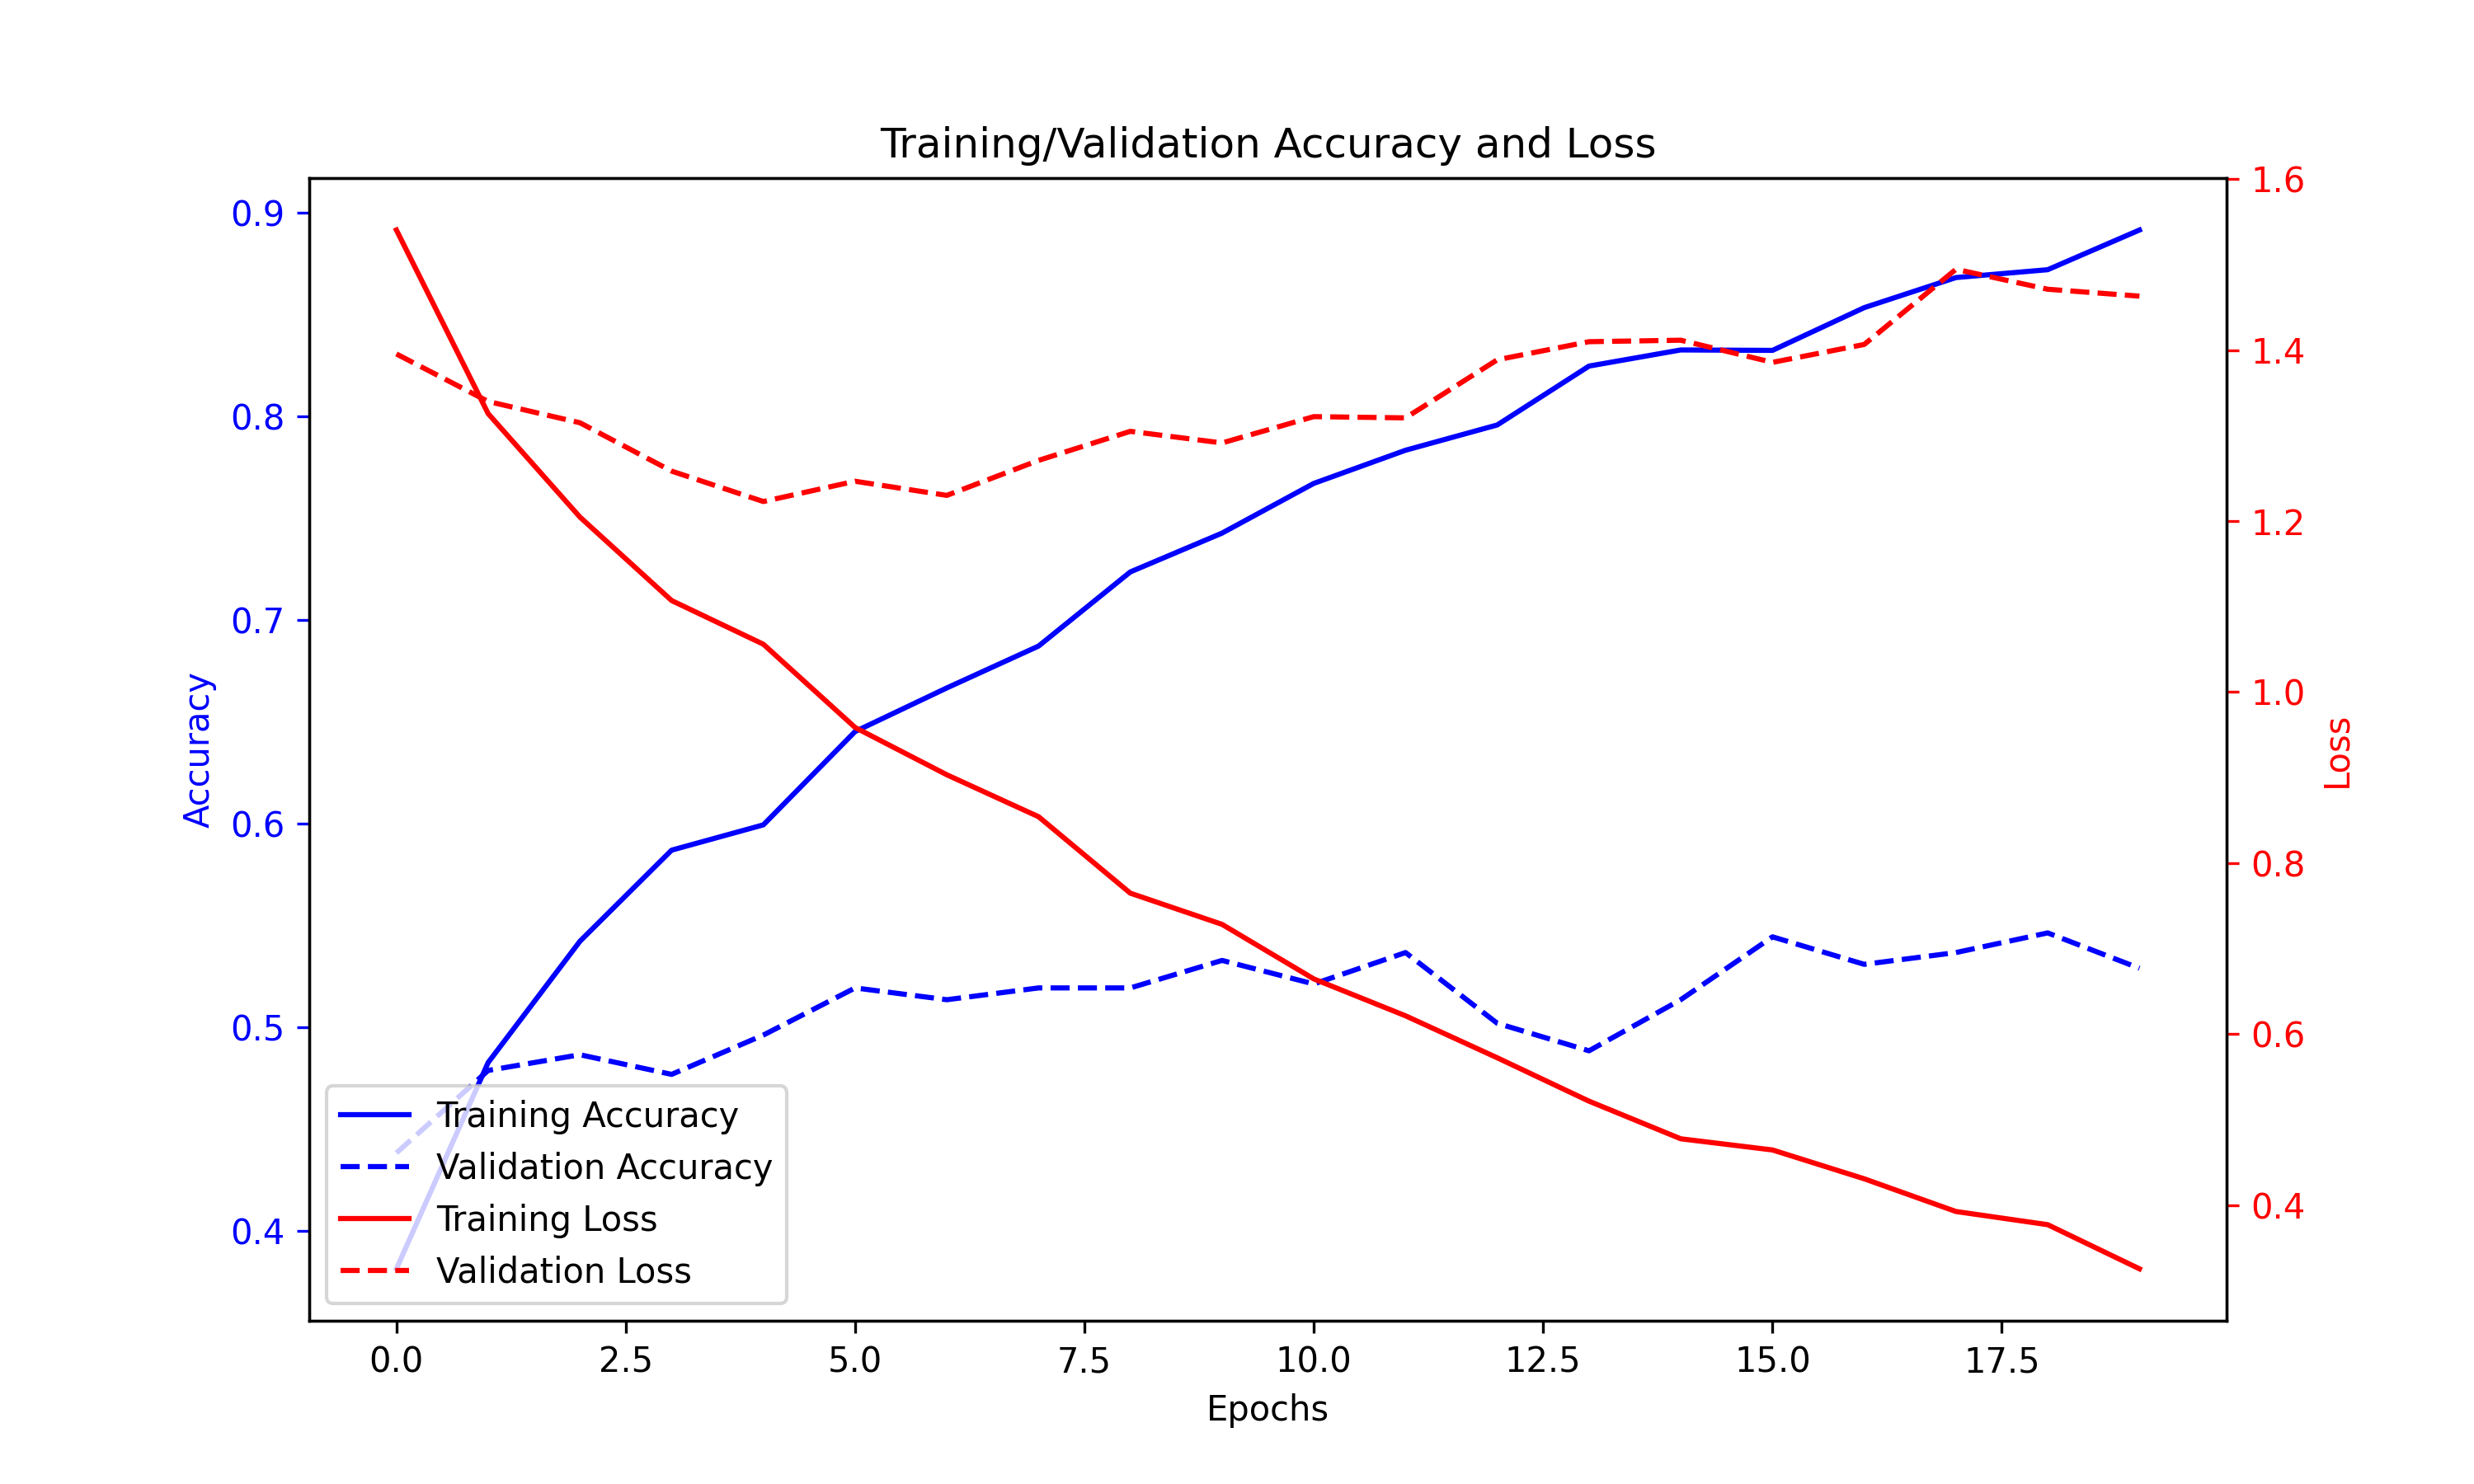 Training/Validation Accuracy and Loss
0.9
0.8
0.7
0.6
0.5
0.4
Accuracy
1.6
1.4
1.2
1.0
0.8
0.6
0.4
Loss
Training Accuracy
Validation Accuracy
Training Loss
Validation Loss
0.0 2.5 5.0 7.5 10.0 12.5 15.0 17.5
Epochs